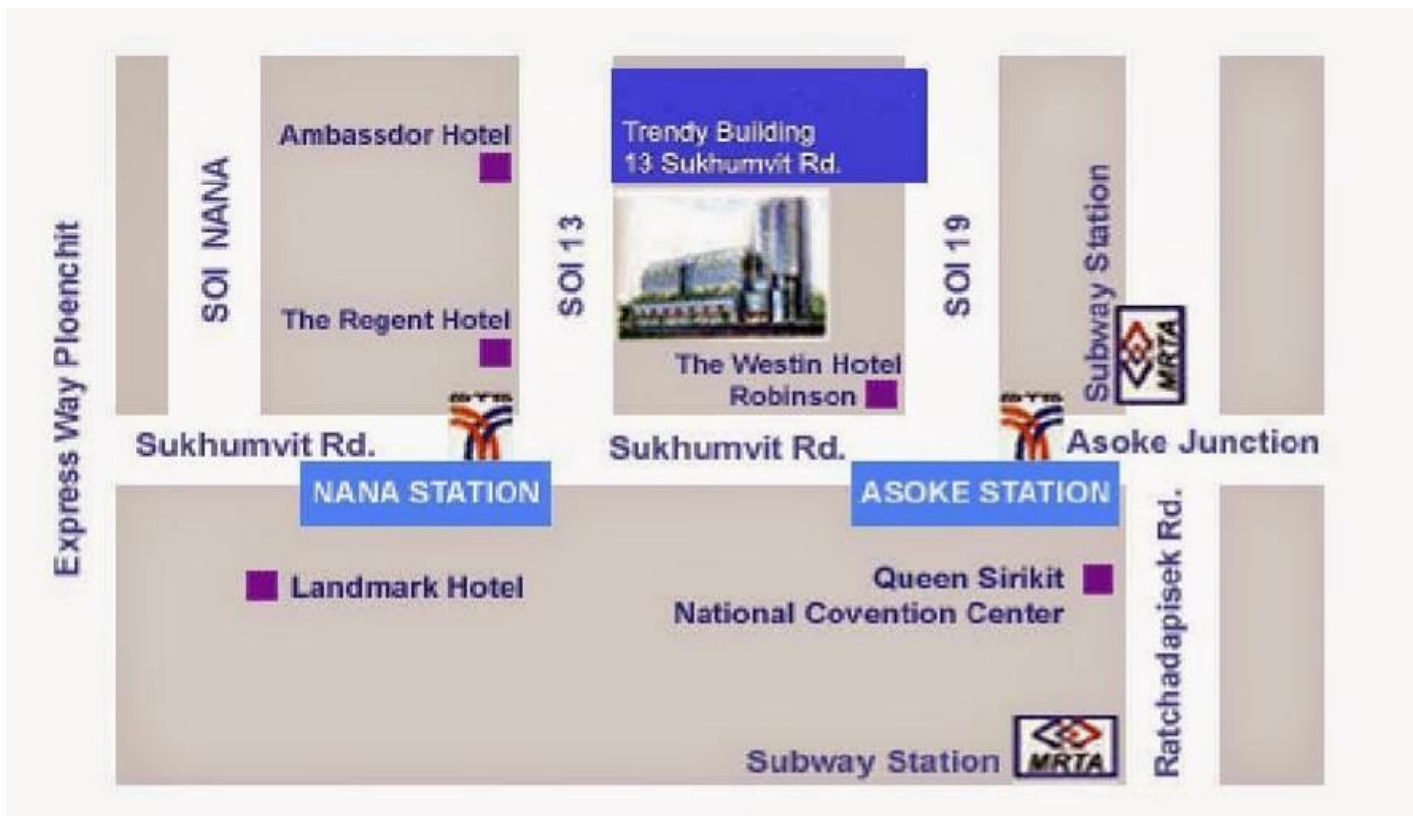 Ambassdor Hotel
Trendy Building
13 Sukhumvit Rd.
Express Way Ploenchit
SOI NANA
SOI 13
SOI 19
Subway Station
MRTA
The Regent Hotel
The Westin Hotel
Robinson
Sukhumvit Rd.
Sukhumvit Rd.
Asoke Junction
NANA STATION
ASOKE STATION
Landmark Hotel
Queen Sirikit
National Covention Center
Ratchadapisek Rd.
Subway Station
MRTA